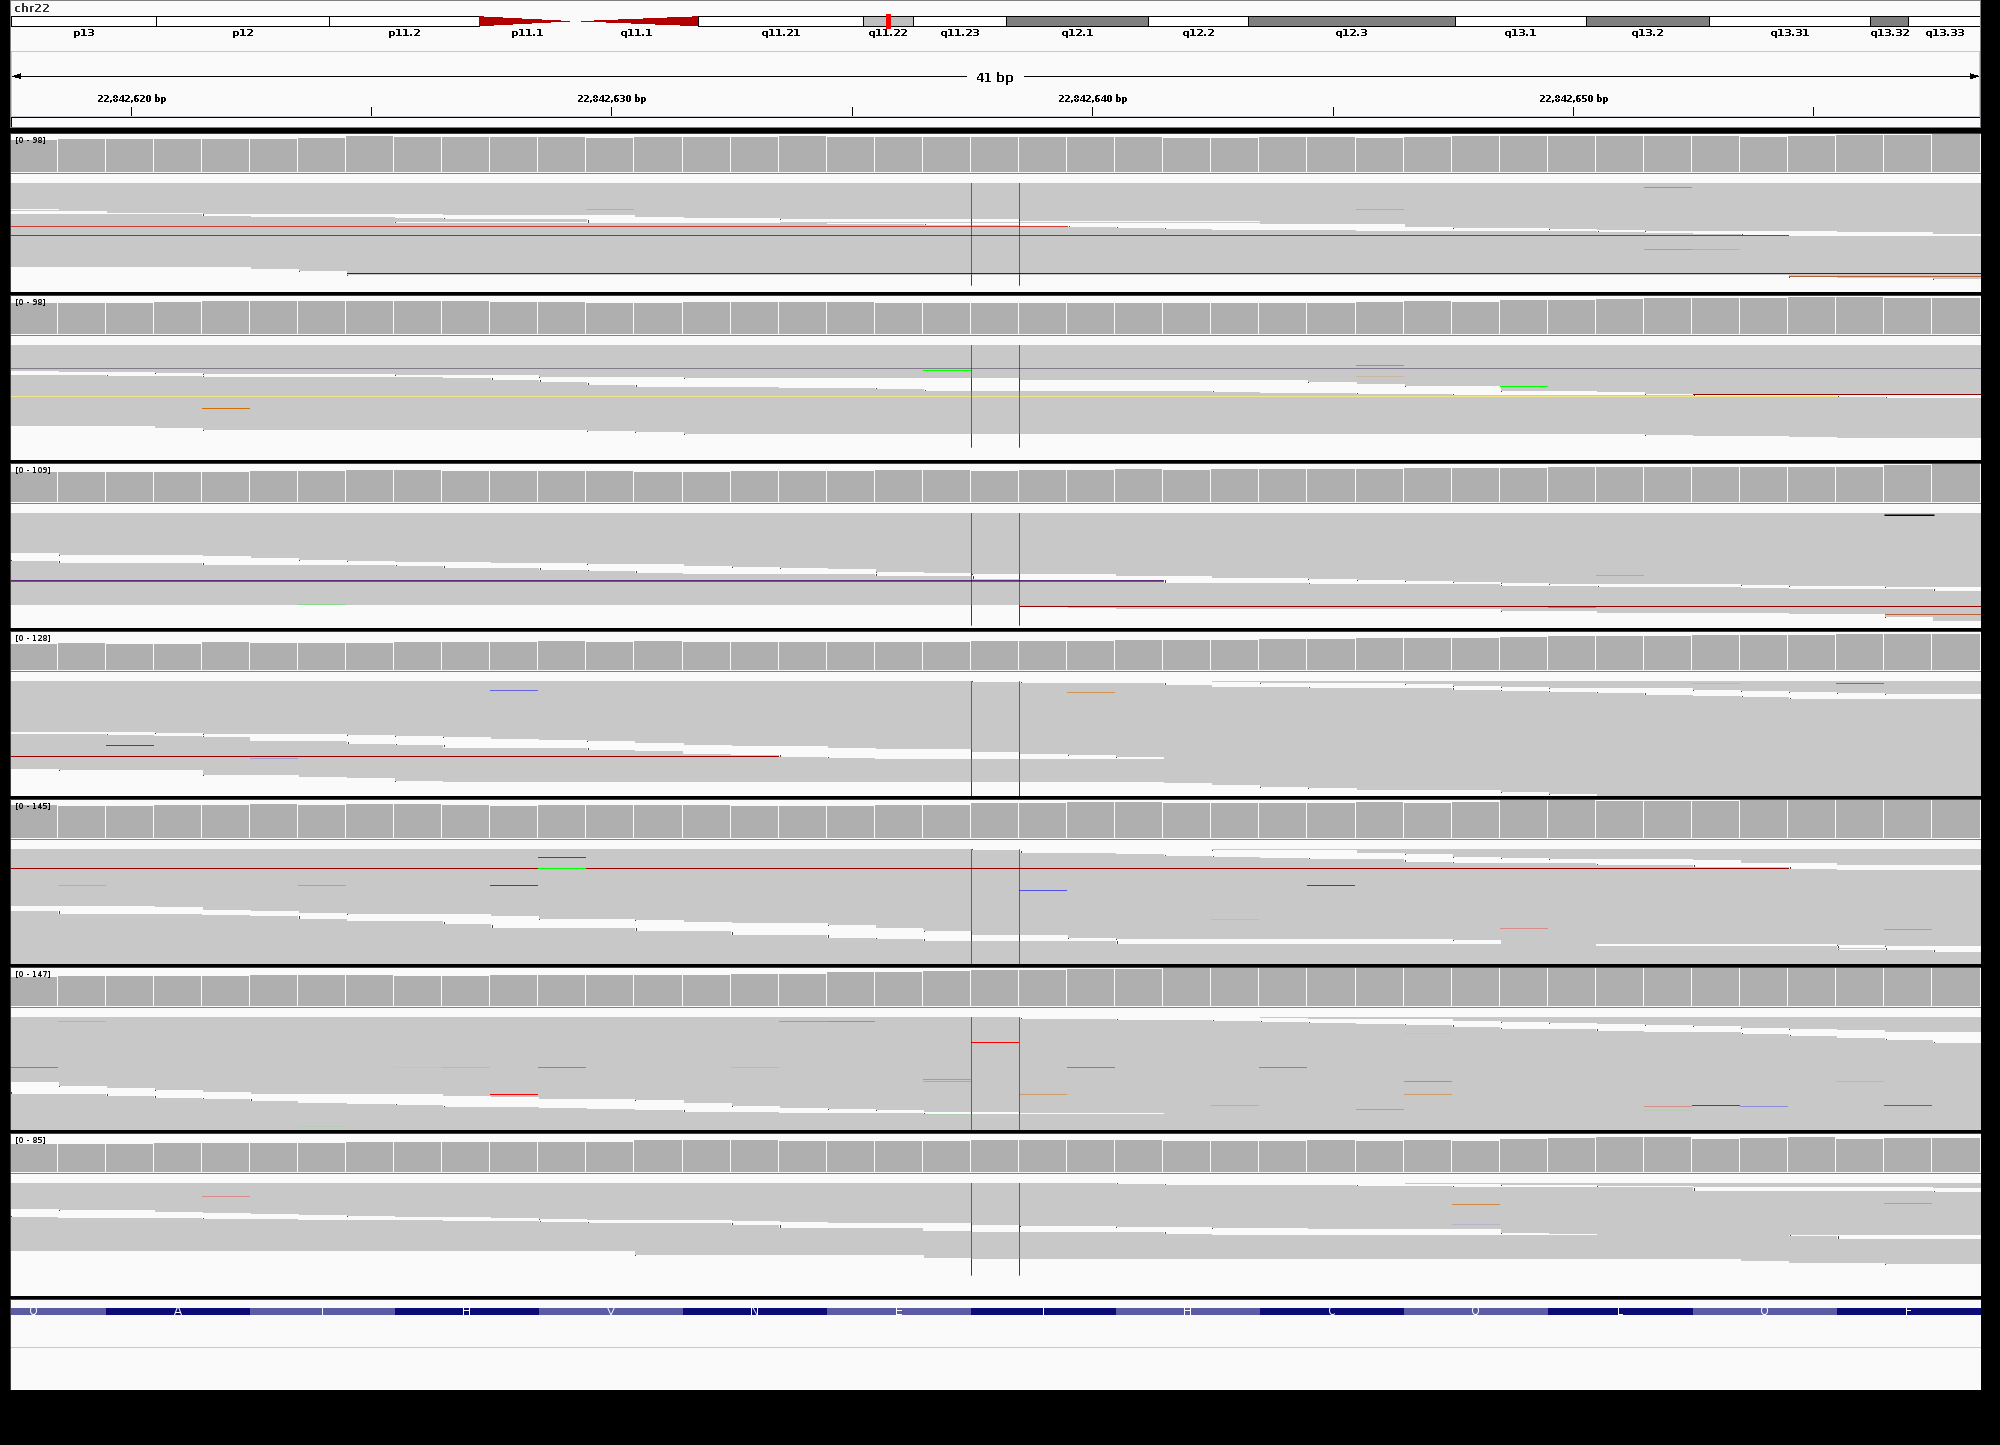 chr22
p13 p12 p11.2 p11.1 q11.1 q11.21 q11.22 q11.23 q12.1 q12.2 q12.3 q13.1 q13.2 q13.31 q13.32 q13.33
41 bp
22,842,620 bp 22,842,630 bp 22,842,640 bp 22,842,650 bp
[0 - 98]
[0 - 98]
[0 - 109]
[0 - 128]
[0 - 145]
[0 - 147]
[0 - 85]
A H V N E H C L F